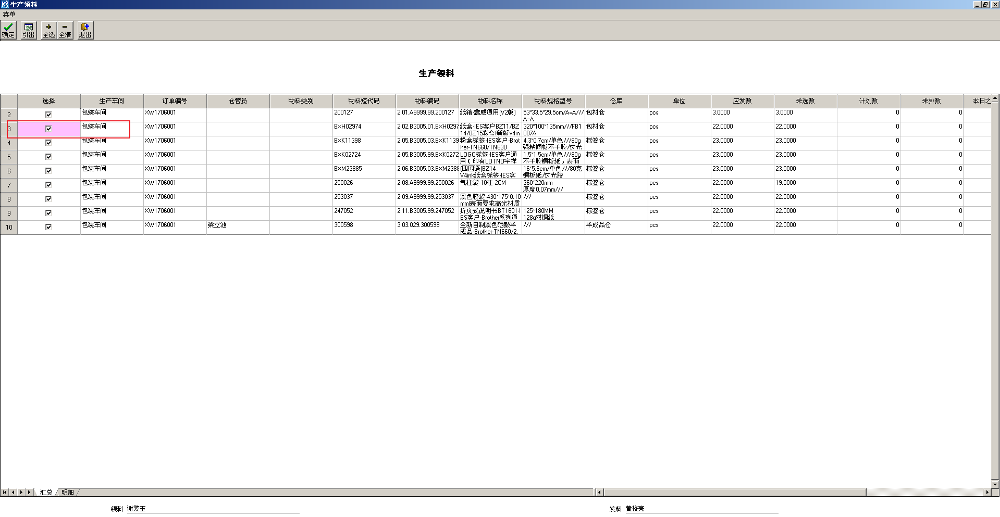 生产领料
菜单
确定 引出 全选 全清 退出
生产领料
选择 生产车间 订单编号 仓管员 物料类别 物料短代码 物料编码 物料名称 物料规格型号 仓库 单位 应发数 未选数 计划数 未排数 本日之
2 包装车间 XW1706001 200127 2.01.A9999.99.200127 纸箱-鑫威通用(V2版) 53*33.5*29.5cm/A=A/// 包材仓 pcs 3.0000 3.0000 0 0
A=A
3 包装车间 XW1706001 BXH02974 2.02.B3005.01.BXH0297 纸盒-IES客户BZ11/BZ 320*100*135mm///FB1 包材仓 pcs 22.0000 22.0000 0 0
14/BZ15彩盒(新版v4in 007A
4 包装车间 XW1706001 BXK11398 2.05.B3005.03.BXK1139 粉盒标签-IES客户-Brot 4.3*0.7cm/单色///80g 标签仓 pcs 23.0000 23.0000 0 0
her-TN660/TN630 强粘铜板不干胶/过光
5 包装车间 XW1706001 BXK02724 2.05.B3005.99.BXK0272 LOGO标签-IES客户通 1.5*1.5cm/单色///80g 标签仓 pcs 23.0000 23.0000 0 0
用（印有LOTNO字样 不干胶铜板纸，表面
6 包装车间 XW1706001 BXM23885 2.06.B3005.03.BXM2388 (四国语)BZ14 16*5.6cm/单色///80克 标签仓 pcs 23.0000 23.0000 0 0
V4ink纸盒标签-IES客 铜板纸/过光胶
7 包装车间 XW1706001 250026 2.08.A9999.99.250026 气柱袋-10柱-2CM 360*220mm 标签仓 pcs 22.0000 19.0000 0 0
厚度0.07mm///
8 包装车间 XW1706001 253037 2.09.A9999.99.253037 黑色胶袋-430*175*0.10 /// 标签仓 pcs 22.0000 22.0000 0 0
mm(表面要求高光材质
9 包装车间 XW1706001 247052 2.11.B3005.99.247052 折页式说明书BT1601-I 125*180MM 标签仓 pcs 22.0000 22.0000 0 0
ES客户-Brother系列通 128g双铜纸
10 包装车间 XW1706001 梁立池 300598 3.03.029.300598 全新自制黑色硒鼓半 /// 半成品仓 pcs 22.0000 22.0000 0 0
成品-Brother-TN660/2.
汇总 明细
领料 谢繁玉 发料 黄校亮